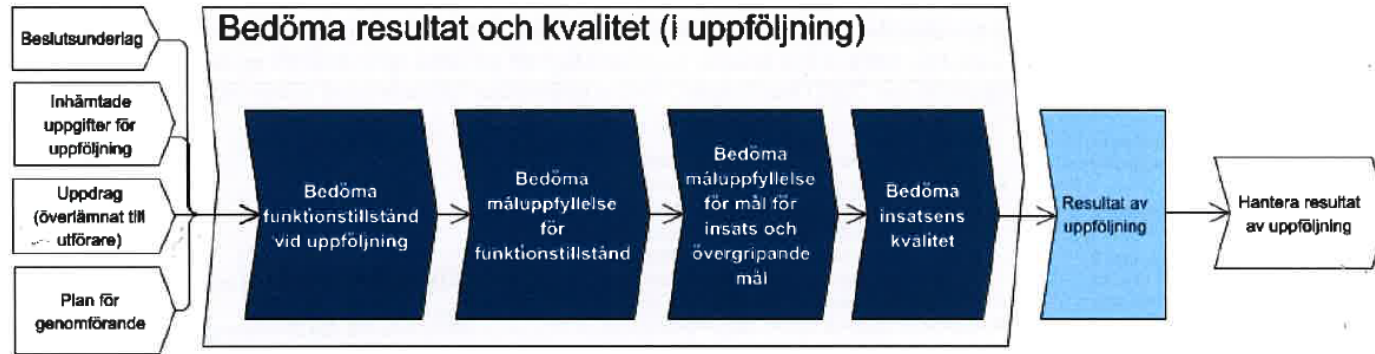 Bedöma resultat och kvalitet (i uppföljning)
Beslutsunderlag
Inhämtade
uppgifter för
uppföljning
Uppdrag
(överlämnat till
utförare)
Plan för
genomförande
Bedöma
funktionstillstånd
vid uppföljning
Bedöma
måluppfyllelse
för
funktionstillstånd
Bedöma
måluppfyllelse
för mål för
insats och
övergripande
mål
Bedöma
insatsens
kvalitet
Resultat av
uppföljning
Hantera resultat
av uppföljning